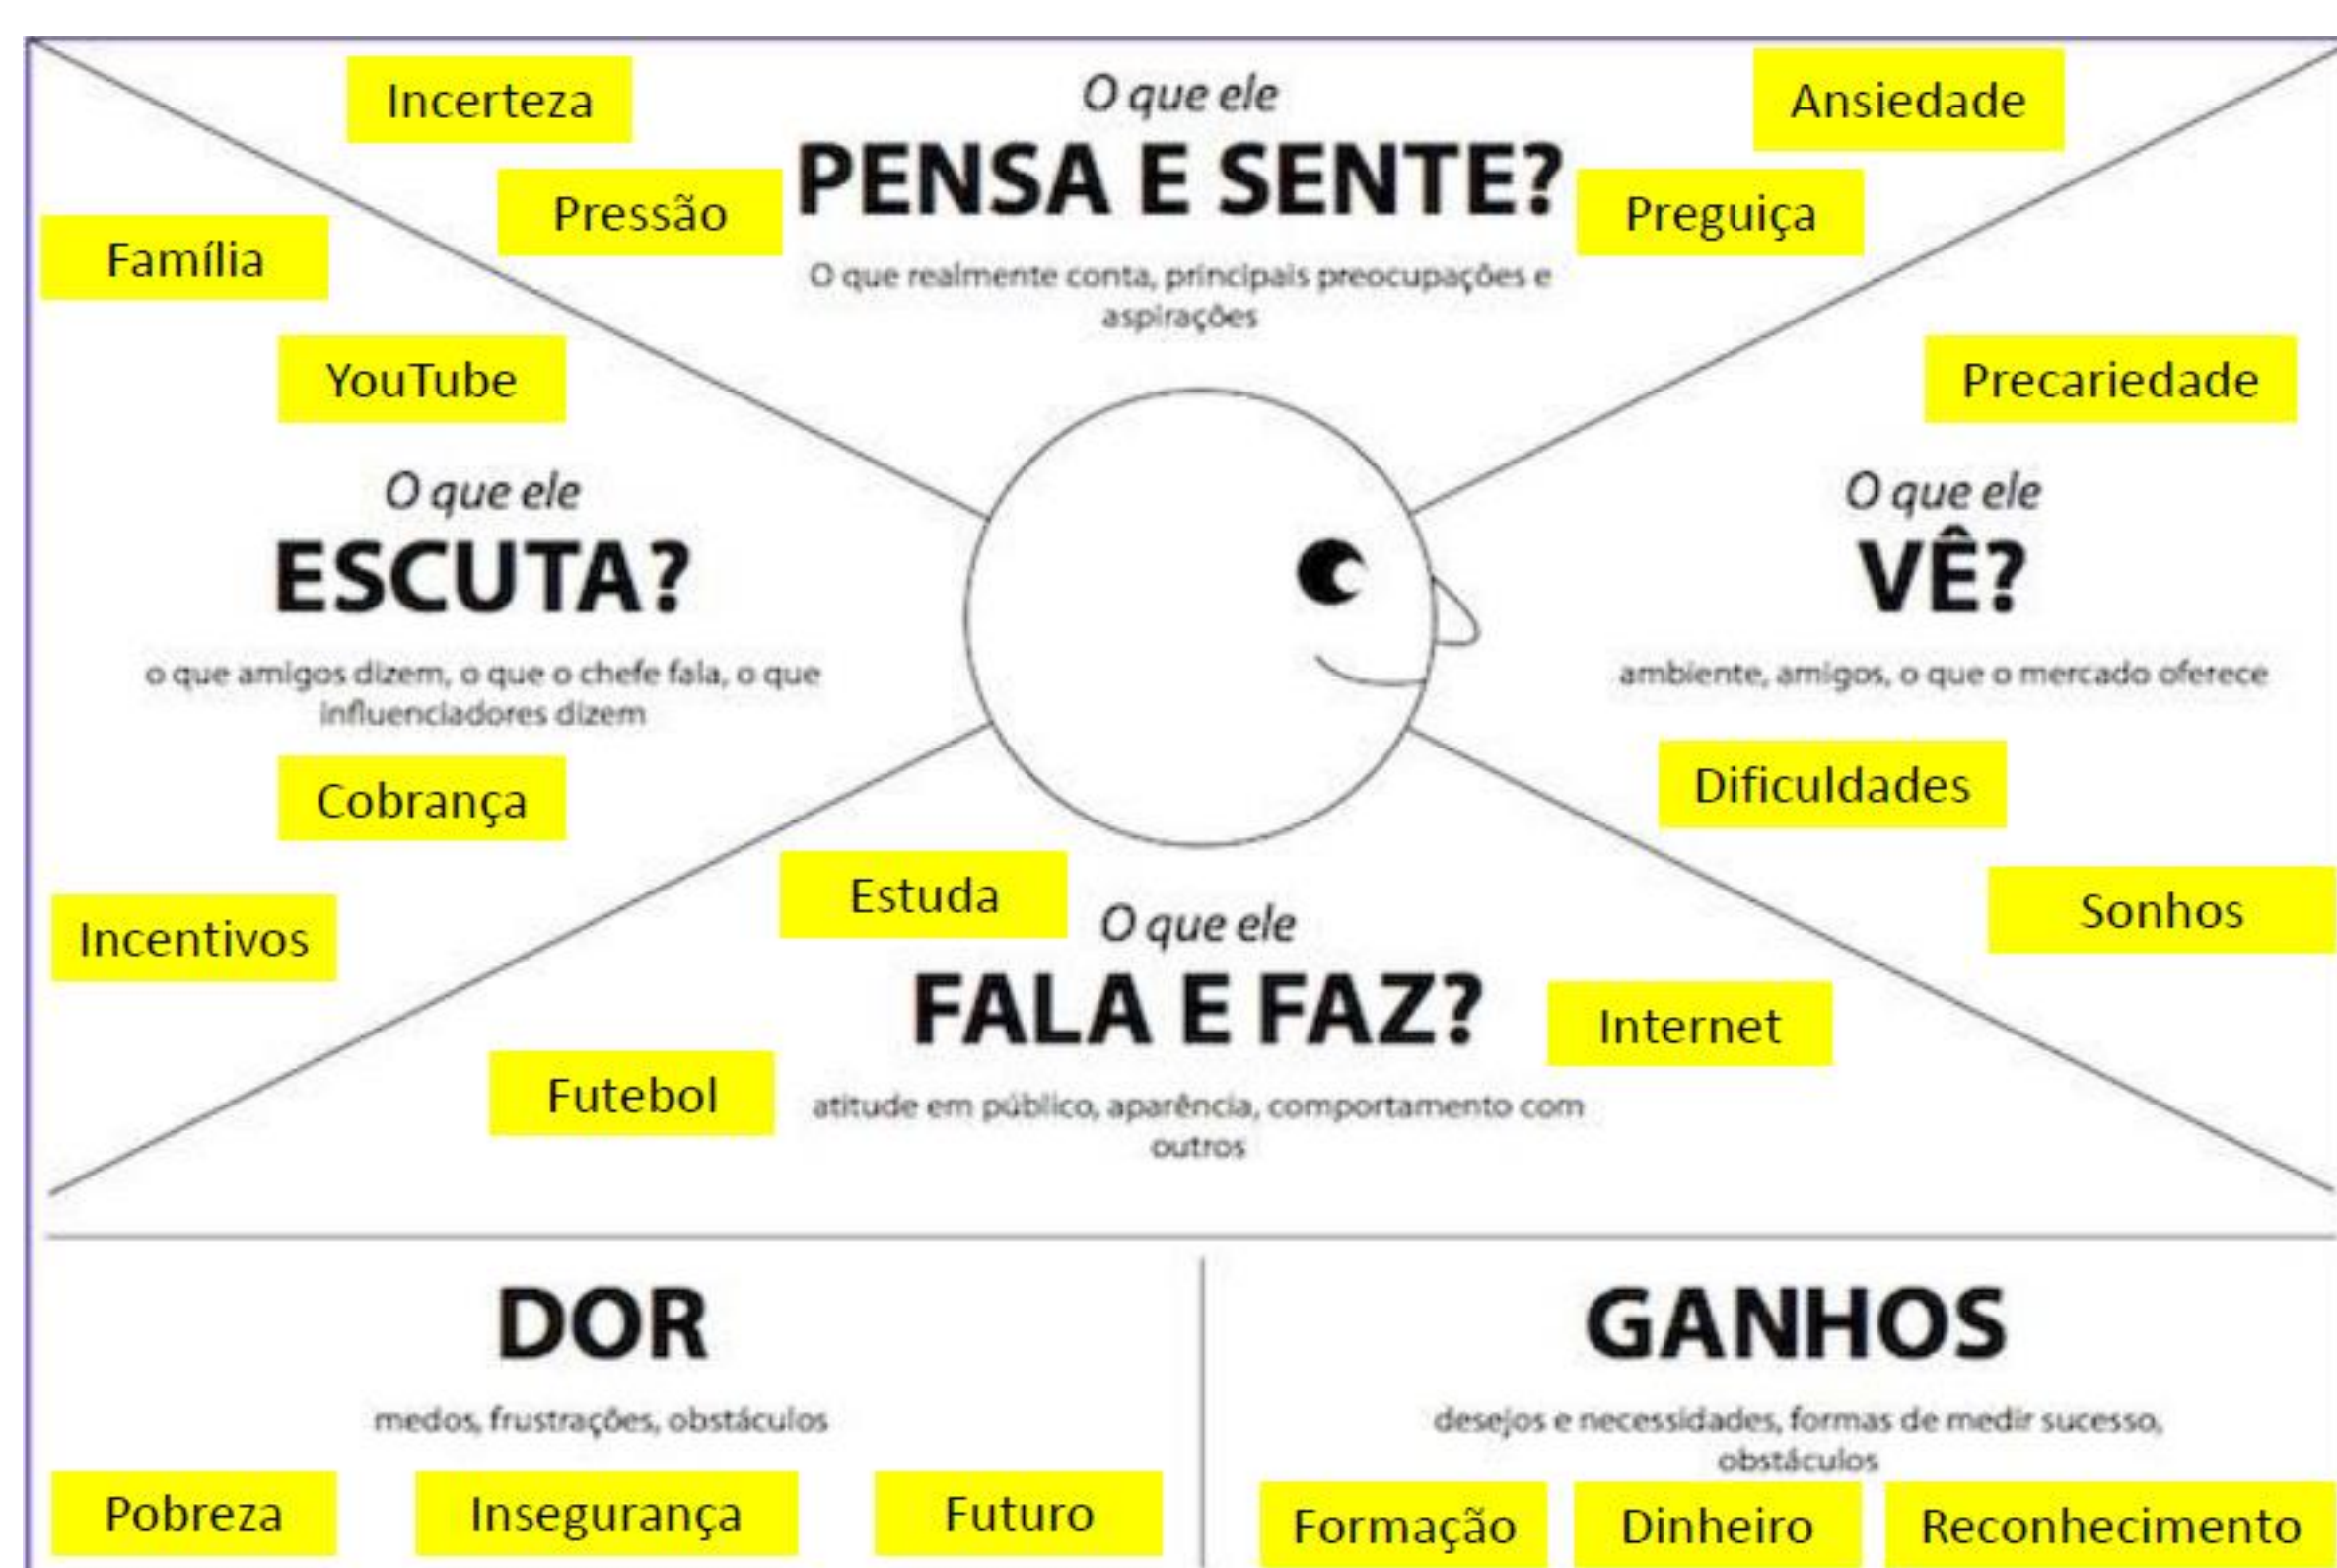 Incerteza
Pressão
O que ele
PENSA E SENTE?
O que realmente conta, principais preocupações e
aspirações
Ansiedade
Preguiça
Família
YouTube
O que ele
ESCUTA?
o que amigos dizem, o que o chefe fala, o que
influenciadores dizem
Cobrança
Incentivos
Precariedade
O que ele
VÊ?
ambiente, amigos, o que o mercado oferece
Dificuldades
Sonhos
Estuda
O que ele
FALA E FAZ?
Internet
Futebol
atitude em público, aparência, comportamento com
outros
DOR
medos, frustrações, obstáculos
Pobreza
Insegurança
Futuro
GANHOS
desejos e necessidades, formas de medir sucesso,
obstáculos
Formação
Dinheiro
Reconhecimento